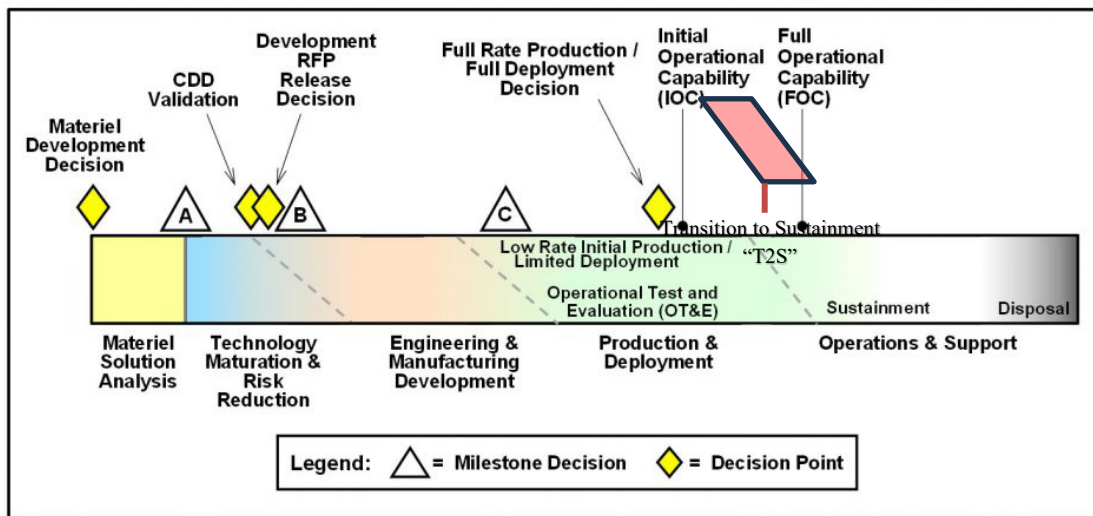 Materiel
Development
Decision
CDD
Validation
Development
RFP
Release
Decision
Full Rate Production /
Full Deployment
Decision
Initial
Operational
Capability
(IOC)
Full
Operational
Capability
(FOC)
A
B
C
Transition to Sustainment
“T2S”
Low Rate Initial Production /
Limited Deployment
Operational Test and
Evaluation (OT&E)
Sustainment
Disposal
Materiel
Solution
Analysis
Technology
Maturation &
Risk
Reduction
Engineering &
Manufacturing
Development
Production &
Deployment
Operations & Support
Legend: = Milestone Decision = Decision Point